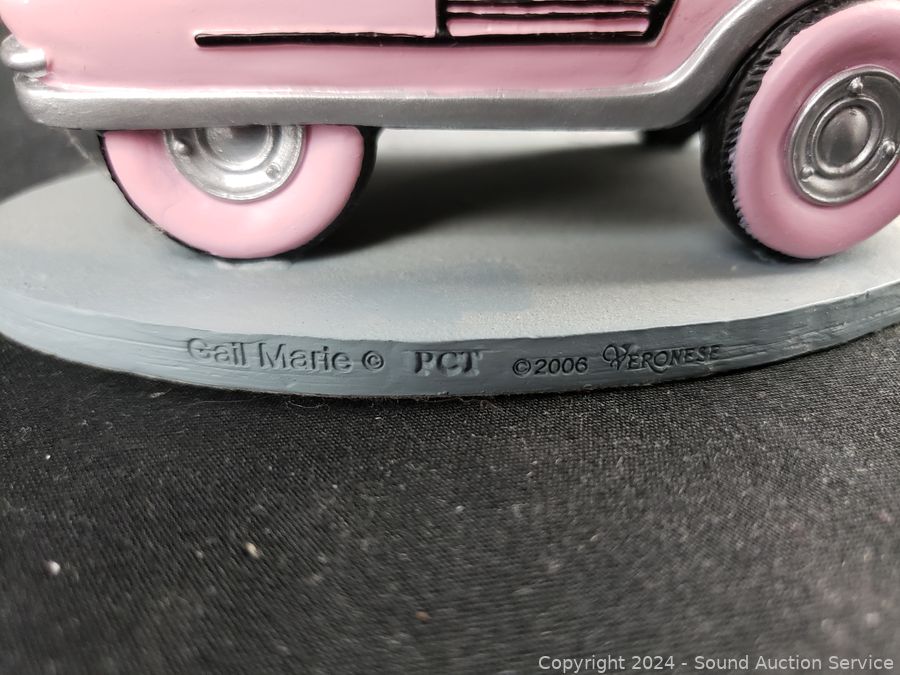 Gail Marie © PCT ©2006 VERONESE
Copyright 2024 - Sound Auction Service